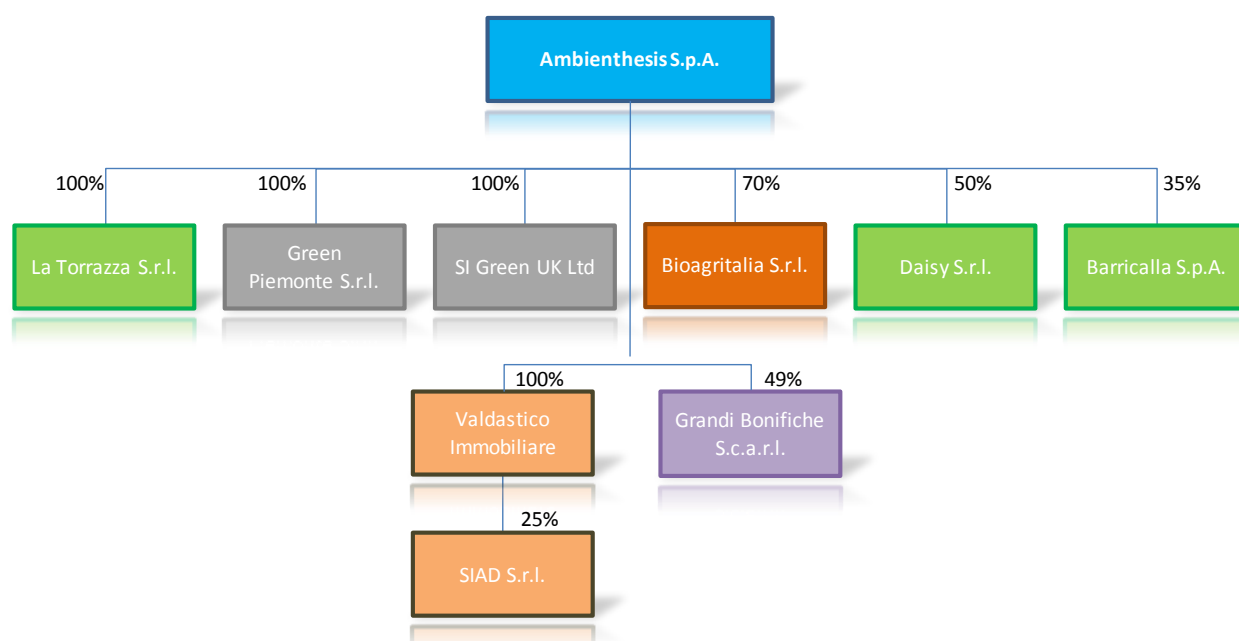 Ambienthesis S.p.A.
100%
100%
100%
70%
50%
35%
La Torrazza S.r.l.
Green
Piemonte S.r.l.
SI Green UK Ltd
Bioagritalia S.r.l.
Daisy S.r.l.
Barricalla S.p.A.
100%
49%
Valdastico
Immobiliare
Grandi Bonifiche
S.c.a.r.l.
25%
SIAD S.r.l.